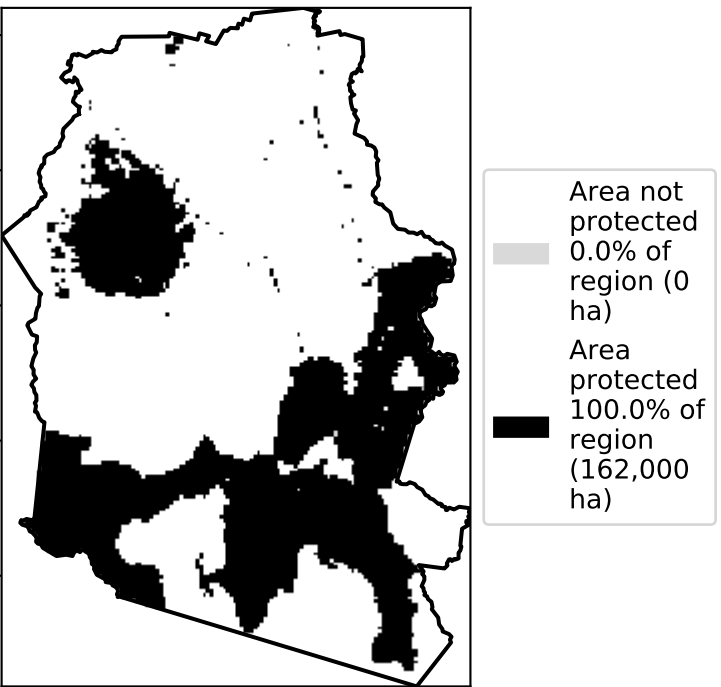 Area not
protected
0.0% of
region (0
ha)
Area
protected
100.0% of
region
(162,000
ha)